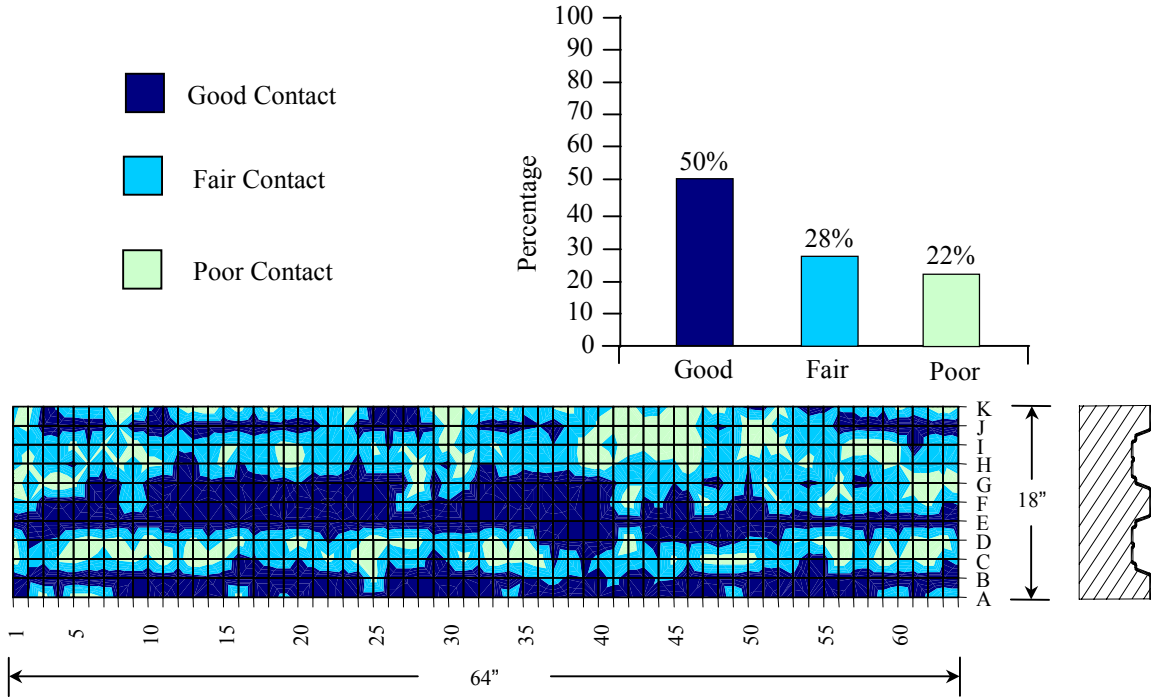 Good Contact
Fair Contact
Poor Contact
Percentage
100
90
80
70
60
50
40
30
20
10
0
50%
28%
22%
Good Fair Poor
K
J
I
H
G
F
E
D
C
B
A
18”
1 5 10 15 20 25 30 35 40 45 50 55 60
64”